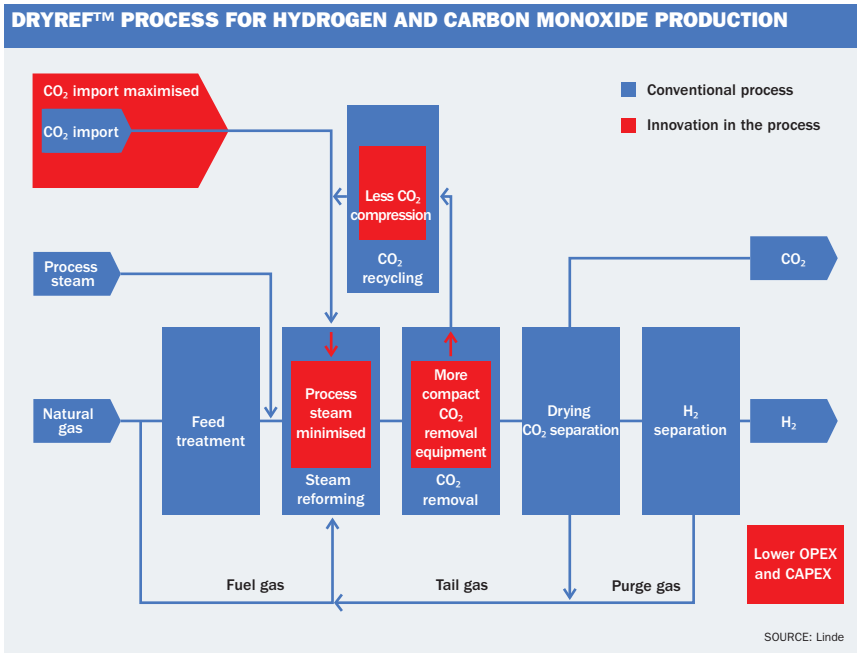 DRYREF™ PROCESS FOR HYDROGEN AND CARBON MONOXIDE PRODUCTION
CO₂ import maximised
CO₂ import
Conventional process
Innovation in the process
Less CO₂
compression
CO₂
recycling
Process
steam
CO₂
Natural
gas
Feed
treatment
Process
steam
minimised
Steam
reforming
More
compact
CO₂
removal
equipment
CO₂
removal
Drying
CO₂ separation
H₂
separation
H₂
Lower OPEX
and CAPEX
Fuel gas
Tail gas
Purge gas
SOURCE: Linde